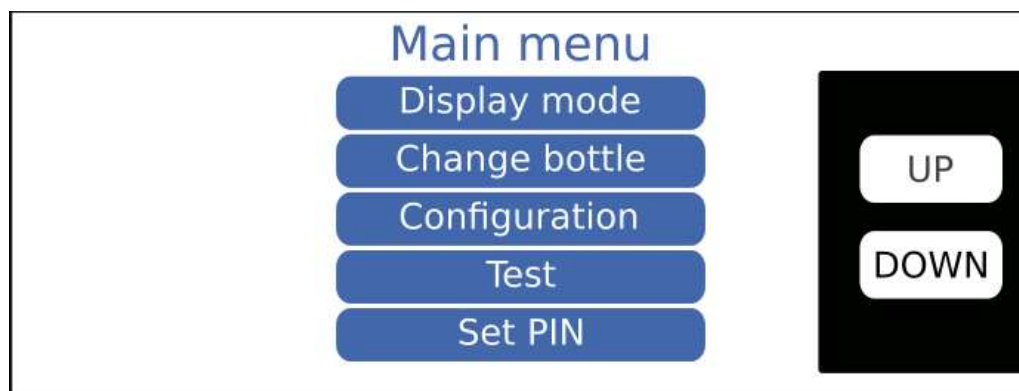 Main menu
Display mode
Change bottle
Configuration
Test
Set PIN
UP
DOWN